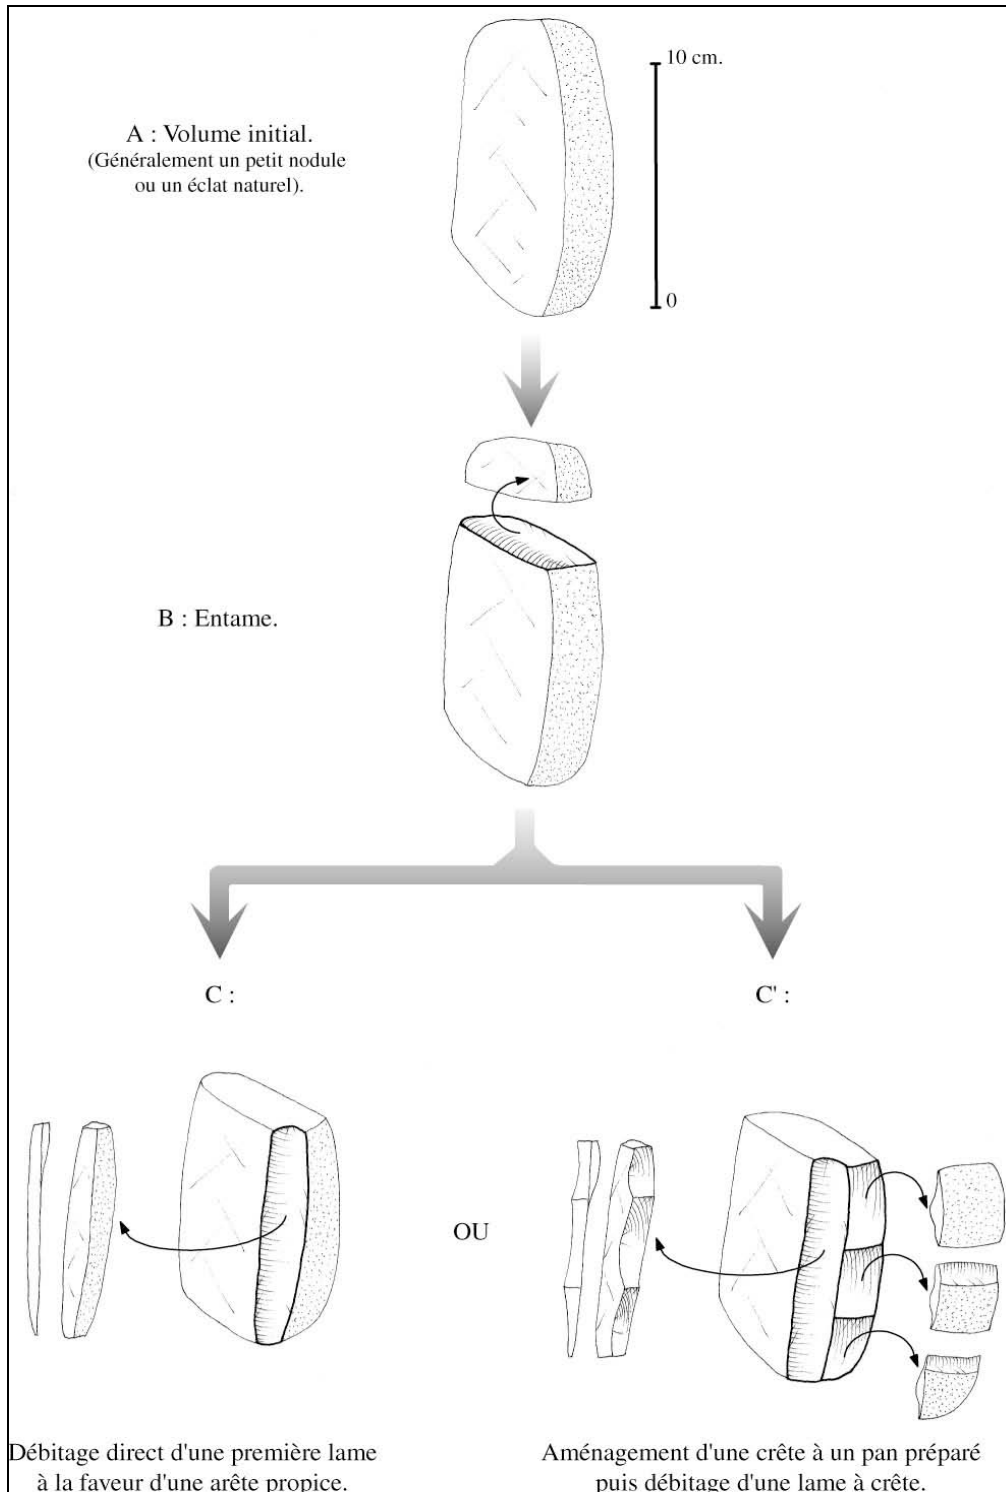 10 cm.
A : Volume initial.
(Généralement un petit nodule
ou un éclat naturel).
0
B : Entame.
C :
C' :
OU
Débitage direct d'une première lame
à la faveur d'une arête propice.
Aménagement d'une crête à un pan préparé
puis débitage d'une lame à crête.